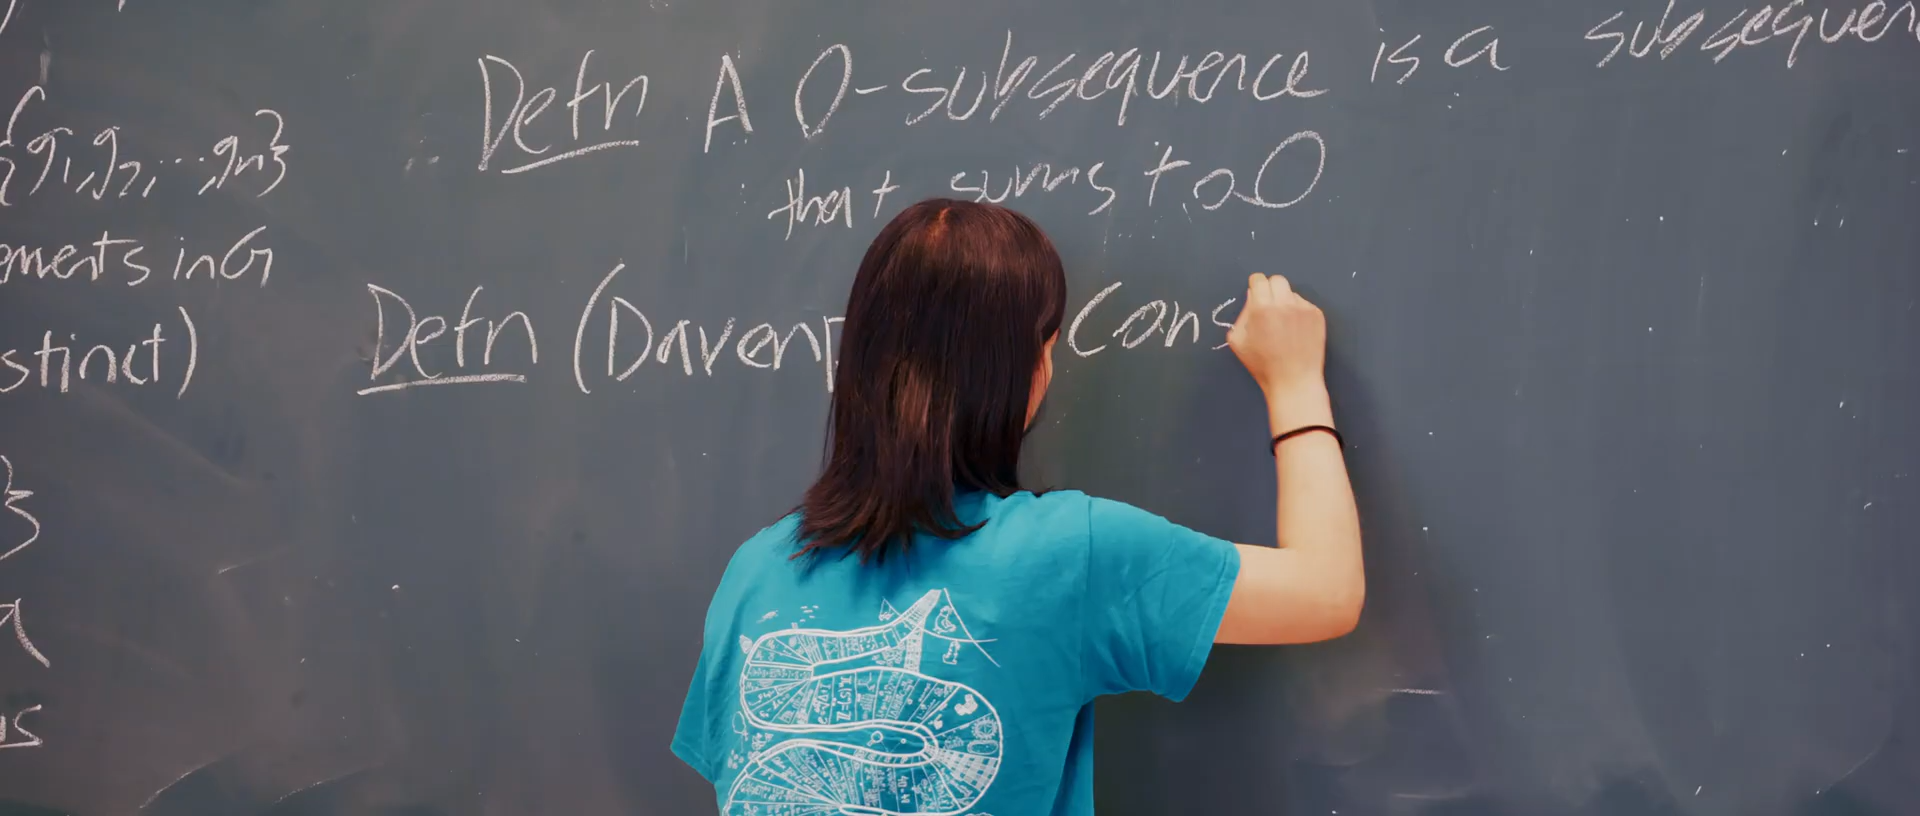 {g₁,g₂,...,gₙ}
ements in G
stinct)
Defn A 0-subsequence is a subsequen
that sums to 0
Defn (Davenp Cons